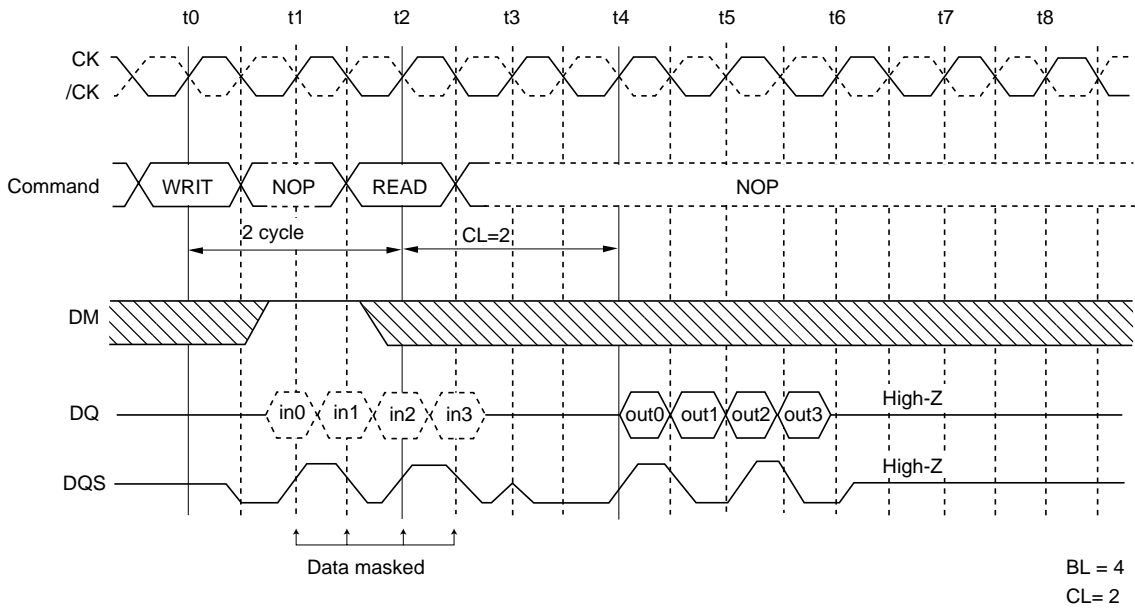 t0 t1 t2 t3 t4 t5 t6 t7 t8
CK
/CK
Command WRIT NOP READ NOP
2 cycle CL=2
DM
DQ in0 in1 in2 in3 out0 out1 out2 out3 High-Z
DQS High-Z
Data masked
BL = 4
CL= 2